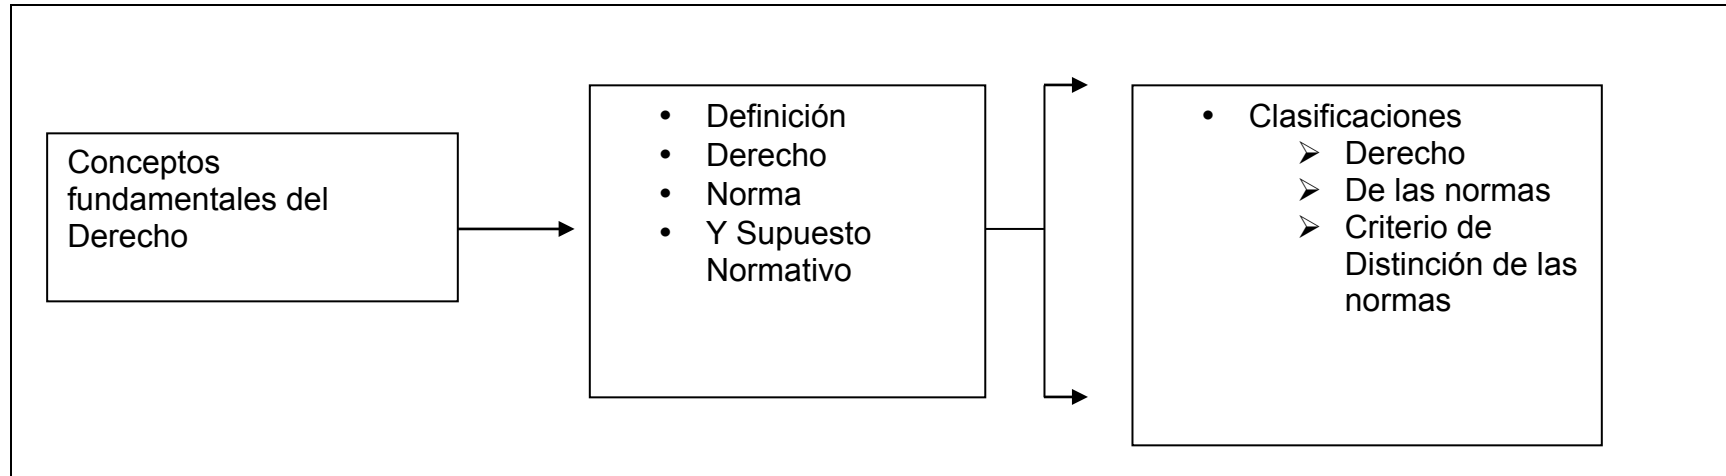 Conceptos
fundamentales del
Derecho
• Definición
• Derecho
• Norma
• Y Supuesto
Normativo
• Clasificaciones
➢ Derecho
➢ De las normas
➢ Criterio de
Distinción de las
normas